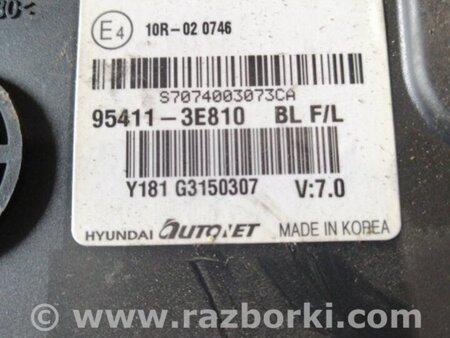 E4 10R-02 0746
S7074003073CA
95411-3E810 BL F/L
Y181 G3150307 V:7.0
HYUNDAI AUTONET MADE IN KOREA
www.razborki.com